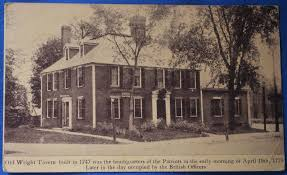 Old Wright Tavern built in 1747 was the headquarters of the Patriots in the early morning of April 19th, 1775
Later in the day occupied by the British Officers